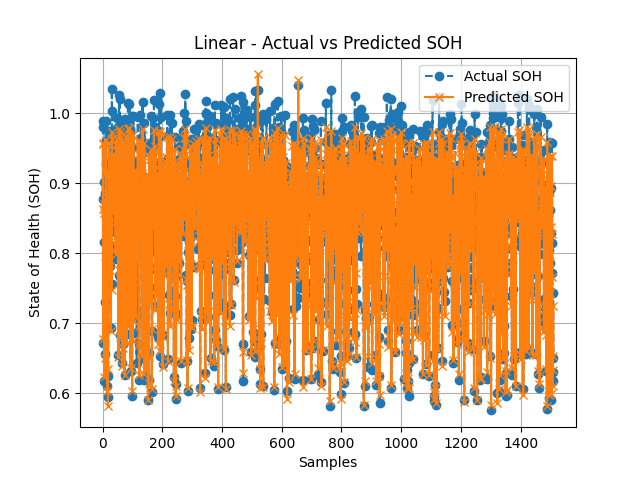 Linear - Actual vs Predicted SOH
Actual SOH
Predicted SOH
State of Health (SOH)
1.0
0.9
0.8
0.7
0.6
0 200 400 600 800 1000 1200 1400
Samples